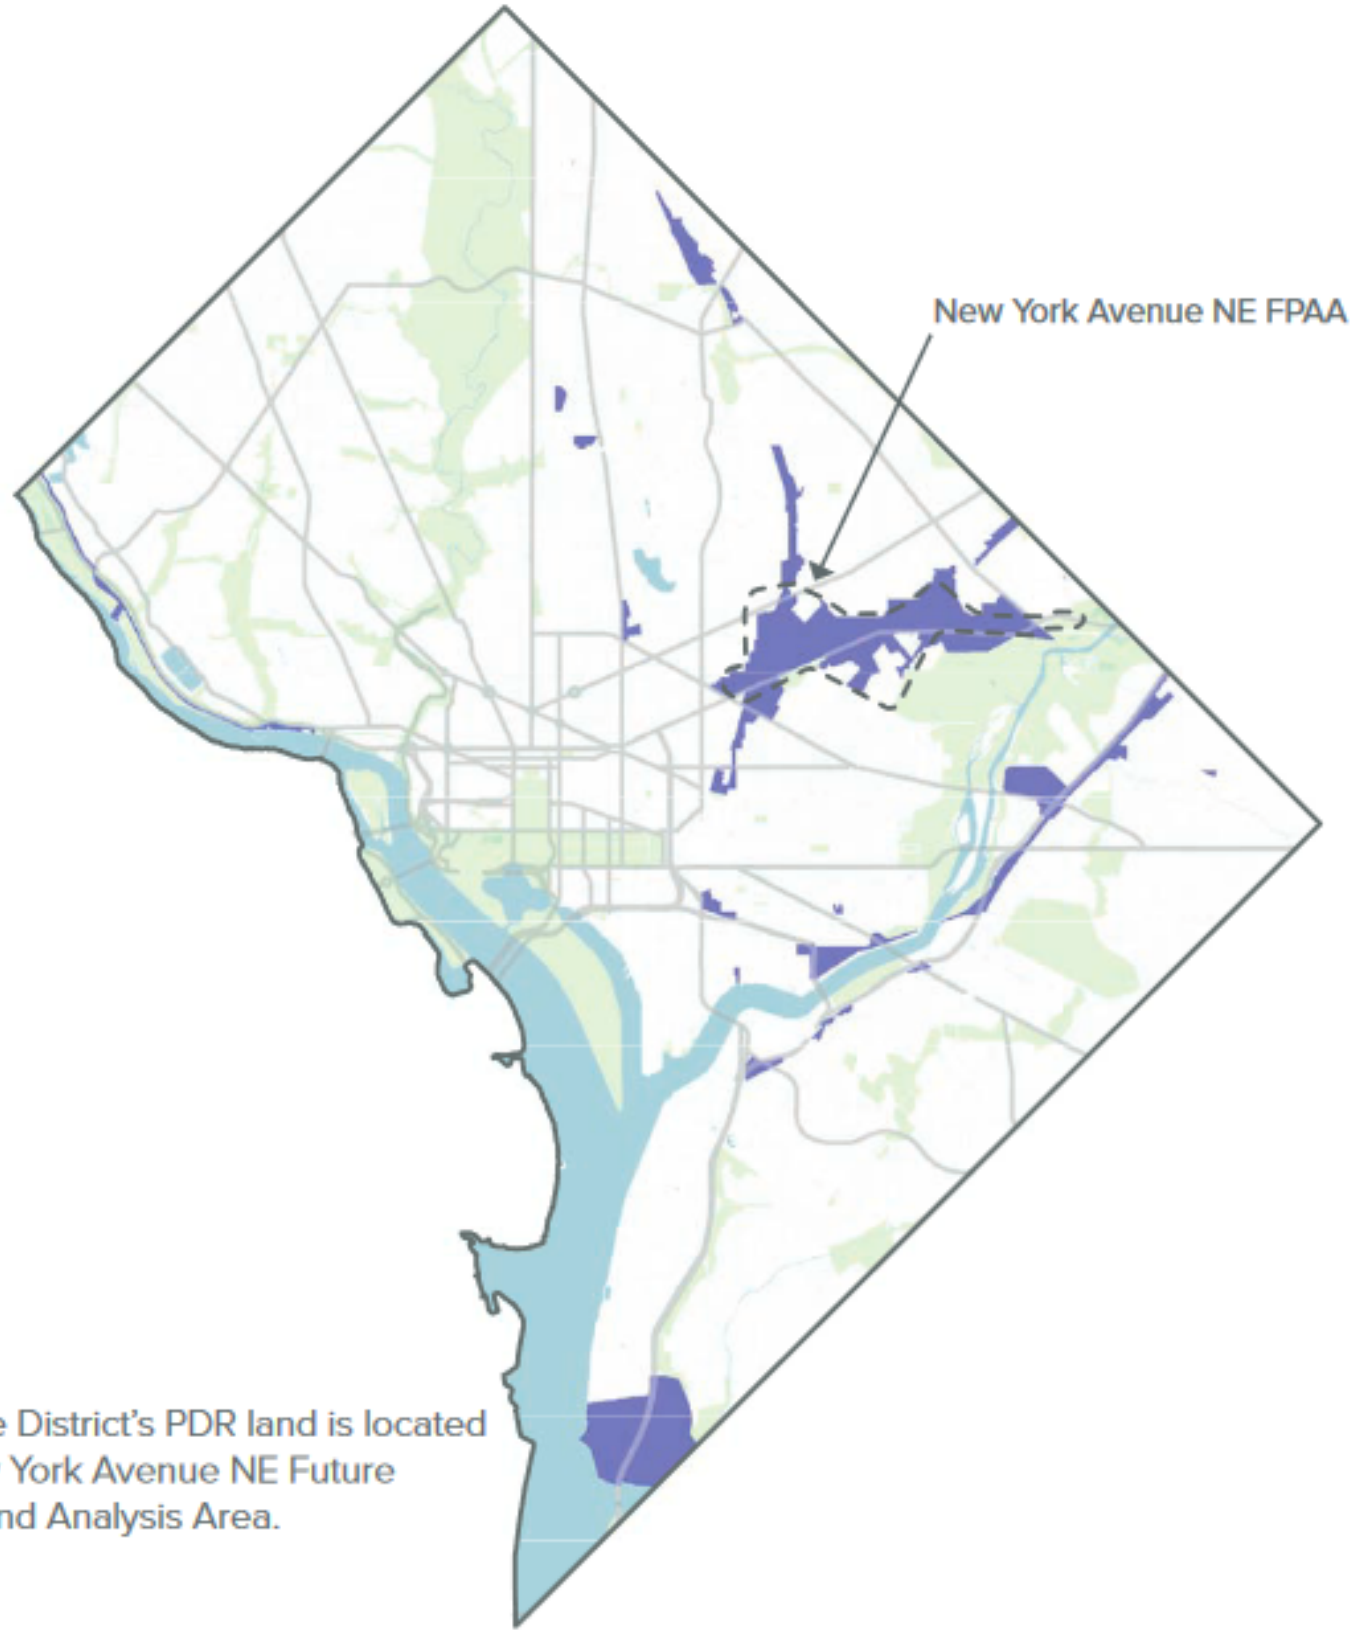 New York Avenue NE FPAA
e District's PDR land is located
York Avenue NE Future
nd Analysis Area.